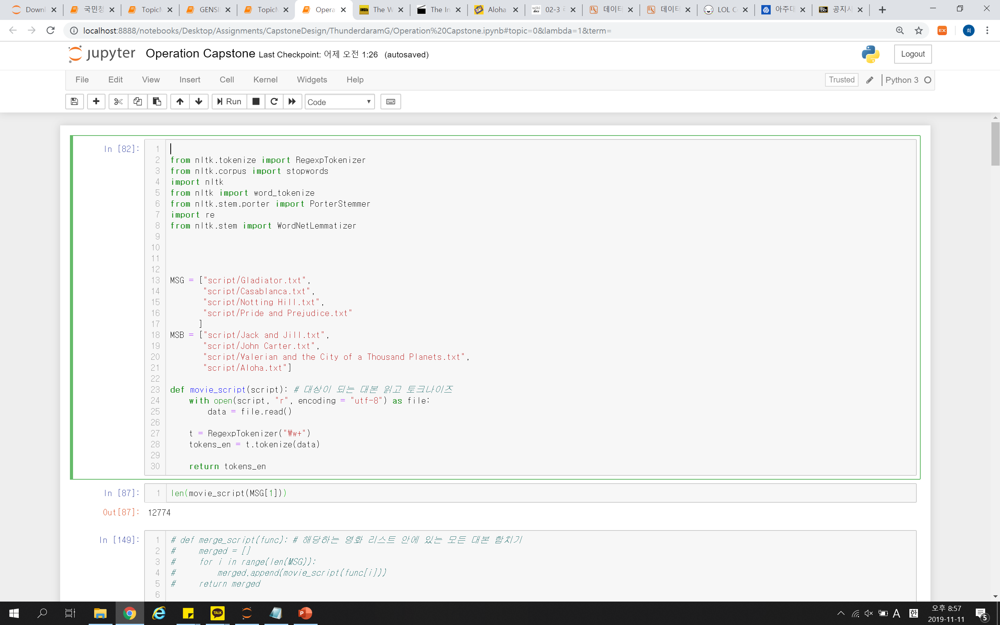 Downl
국민청
Topic
GENSI
Topic
Opera
IMDb The W
The In
Aloha
wiki docs 02-3
DS 데이터
DS 데이터
LOL C
아주대
Bb 공지사
localhost:8888/notebooks/Desktop/Assignments/CapstoneDesign/ThunderdaramG/Operation%20Capstone.ipynb#topic=0&lambda=1&term=
EX
희
jupyter Operation Capstone Last Checkpoint: 어제 오전 1:26 (autosaved)
Logout
File Edit View Insert Cell Kernel Widgets Help
Trusted Python 3
Run Code
In [82]:
1
2 from nltk.tokenize import RegexpTokenizer
3 from nltk.corpus import stopwords
4 import nltk
5 from nltk import word_tokenize
6 from nltk.stem.porter import PorterStemmer
7 import re
8 from nltk.stem import WordNetLemmatizer
9
10
11
12
13 MSG = ["script/Gladiator.txt",
14 "script/Casablanca.txt",
15 "script/Notting Hill.txt",
16 "script/Pride and Prejudice.txt"
17 ]
18 MSB = ["script/Jack and Jill.txt",
19 "script/John Carter.txt",
20 "script/Valerian and the City of a Thousand Planets.txt",
21 "script/Aloha.txt"]
22
23 def movie_script(script): # 대상이 되는 대본 읽고 토크나이즈
24 with open(script, "r", encoding = "utf-8") as file:
25 data = file.read()
26
27 t = RegexpTokenizer("₩w+")
28 tokens_en = t.tokenize(data)
29
30 return tokens_en
In [87]:
1 len(movie_script(MSG[1]))
Out[87]: 12774
In [149]:
1 # def merge_script(func): # 해당하는 영화 리스트 안에 있는 모든 대본 합치기
2 # merged = []
3 # for i in range(len(MSG)):
4 # merged.append(movie_script(func[i]))
5 # return merged
6
TALK
P
A 한
오후 8:57
2019-11-11
5